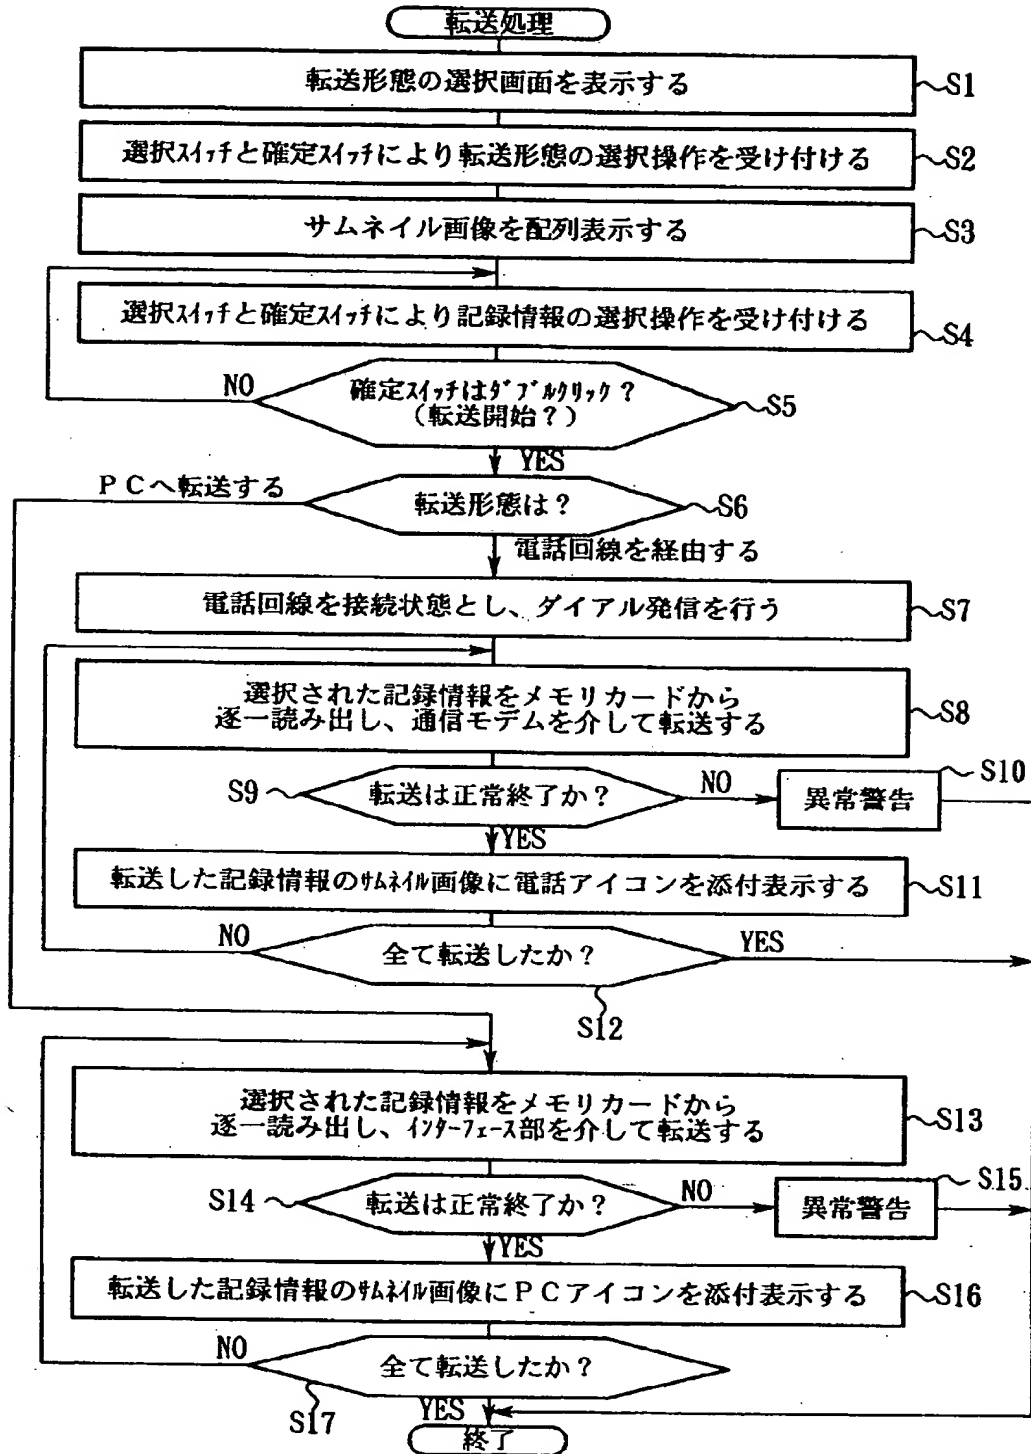 転送処理
転送形態の選択画面を表示する
S1
選択スイッチと確定スイッチにより転送形態の選択操作を受け付ける
S2
サムネイル画像を配列表示する
S3
選択スイッチと確定スイッチにより記録情報の選択操作を受け付ける
S4
NO
確定スイッチはダブルクリック？
（転送開始？）
S5
YES
PCへ転送する
転送形態は？
S6
電話回線を経由する
電話回線を接続状態とし、ダイアル発信を行う
S7
選択された記録情報をメモリカードから
逐一読み出し、通信モデムを介して転送する
S8
S9
転送は正常終了か？
NO
異常警告
S10
YES
転送した記録情報のサムネイル画像に電話アイコンを添付表示する
S11
NO
全て転送したか？
YES
S12
選択された記録情報をメモリカードから
逐一読み出し、インターフェース部を介して転送する
S13
S14
転送は正常終了か？
NO
異常警告
S15
YES
転送した記録情報のサムネイル画像にPCアイコンを添付表示する
S16
NO
全て転送したか？
S17
YES
終了